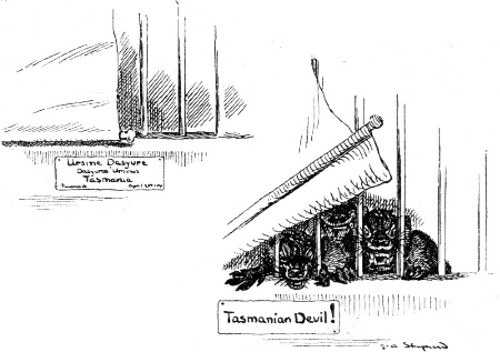 Ursine Dasyure
Dasyurus Ursinus
Tasmania
Tasmanian Devil!
J·A Shepherd